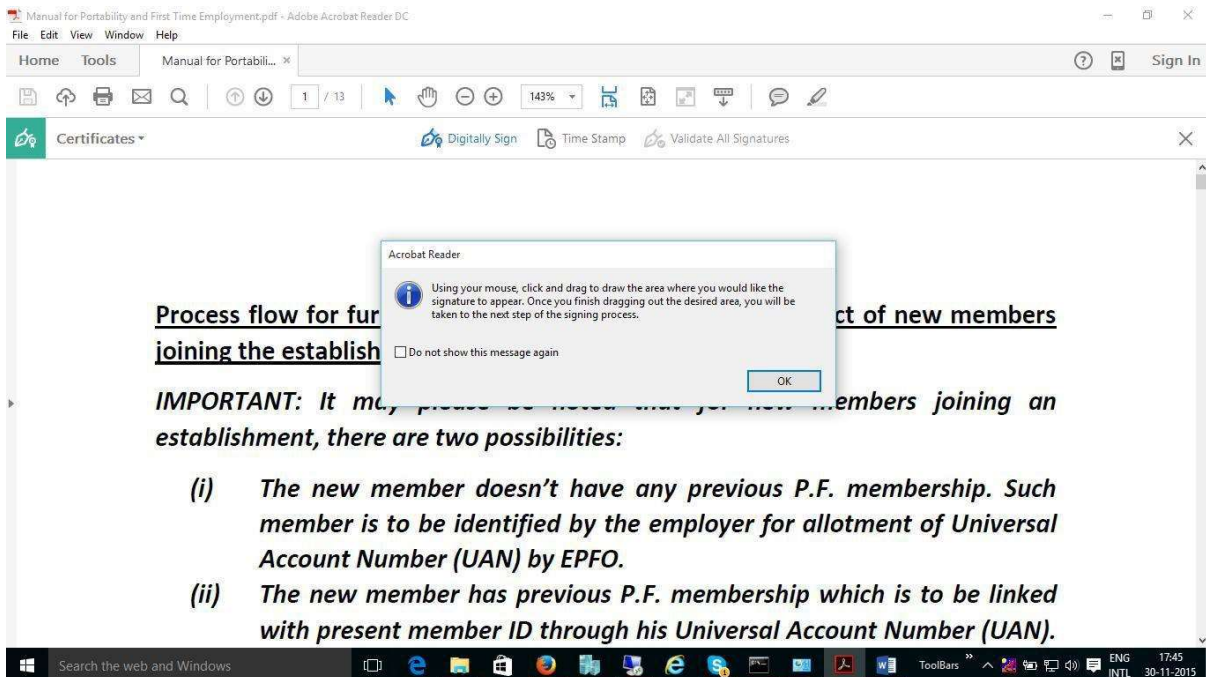 Manual for Portability and First Time Employment.pdf - Adobe Acrobat Reader DC
File Edit View Window Help
Home Tools Manual for Portabili... × ? Sign In
1 / 13 143%
Certificates Digitally Sign Time Stamp Validate All Signatures
Acrobat Reader
Using your mouse, click and drag to draw the area where you would like the
signature to appear. Once you finish dragging out the desired area, you will be
taken to the next step of the signing process.
Do not show this message again
OK
Process flow for fur ct of new members
joining the establish
IMPORTANT: It may please be noted that for new members joining an
establishment, there are two possibilities:
(i) The new member doesn't have any previous P.F. membership. Such
member is to be identified by the employer for allotment of Universal
Account Number (UAN) by EPFO.
(ii) The new member has previous P.F. membership which is to be linked
with present member ID through his Universal Account Number (UAN).
Search the web and Windows ToolBars » ENG 17:45
INTL 30-11-2015